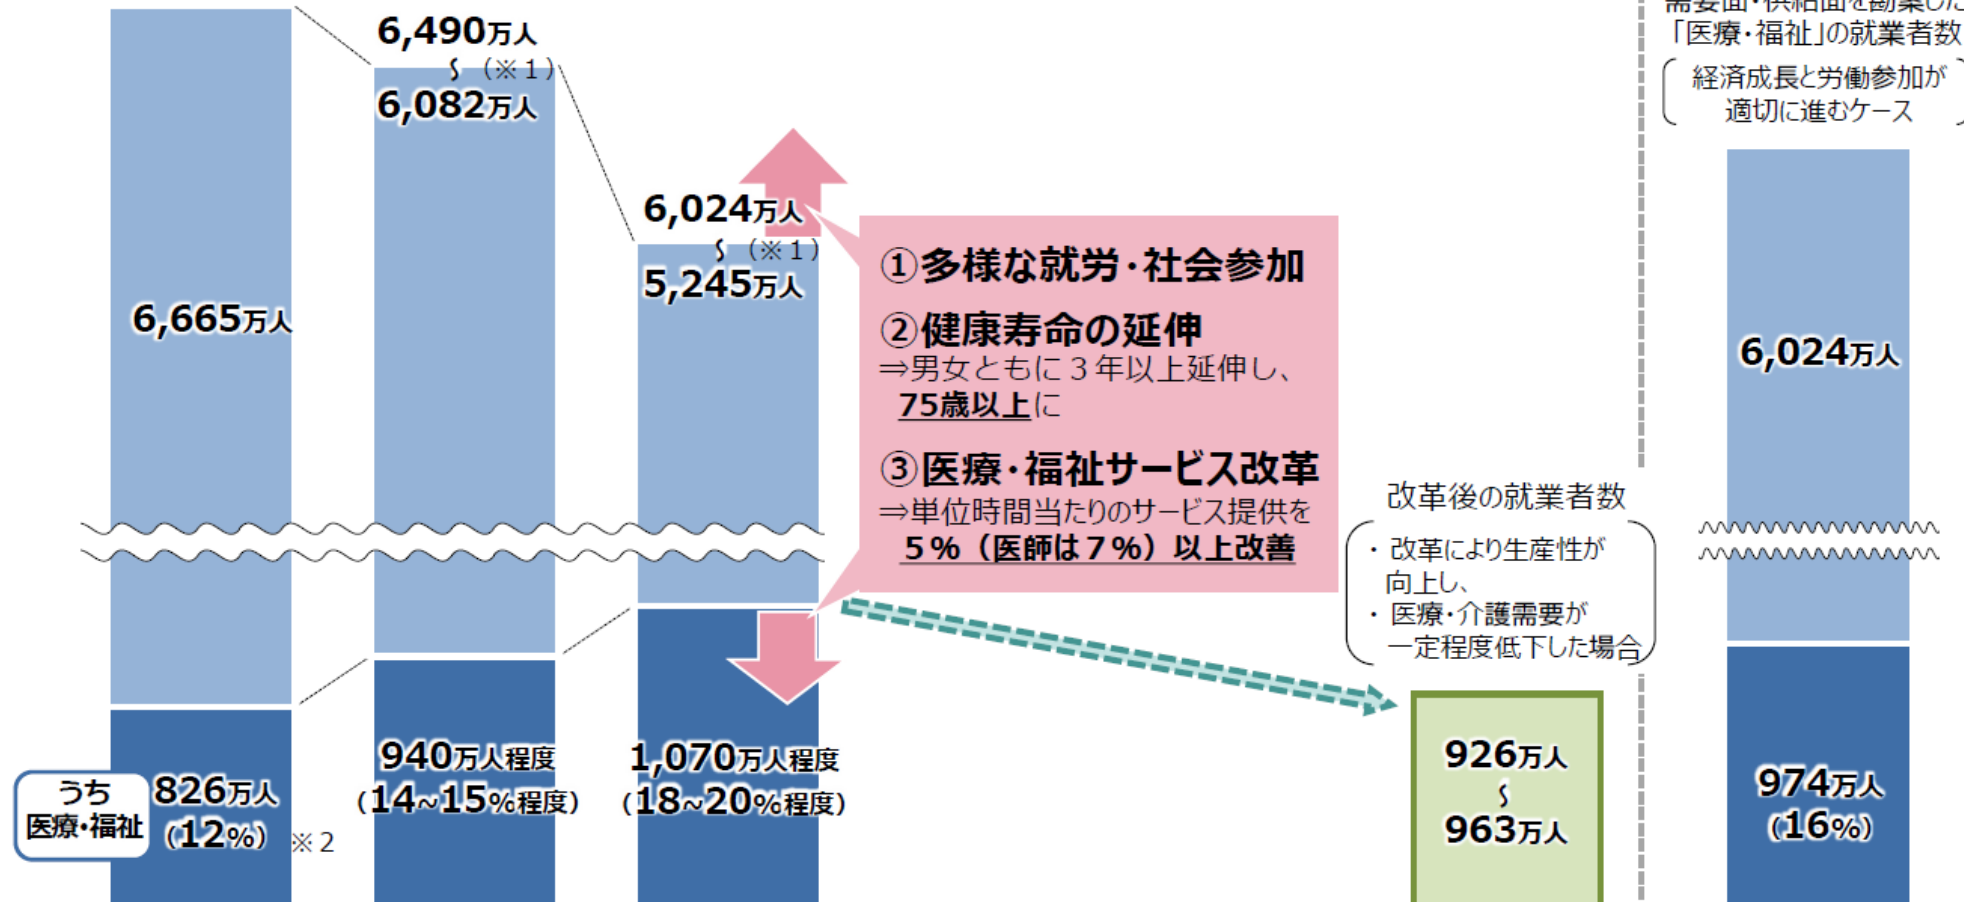 6,665万人
うち
医療・福祉
826万人
(12%)
※2
6,490万人
～(※1)
6,082万人
940万人程度
(14~15%程度)
6,024万人
～(※1)
5,245万人
1,070万人程度
(18~20%程度)
①多様な就労・社会参加
②健康寿命の延伸
⇒男女ともに３年以上延伸し、
75歳以上に
③医療・福祉サービス改革
⇒単位時間当たりのサービス提供を
５％（医師は７％）以上改善
改革後の就業者数
・改革により生産性が
向上し、
・医療・介護需要が
一定程度低下した場合
926万人
～
963万人
需要面・供給面を勘案した
「医療・福祉」の就業者数
経済成長と労働参加が
適切に進むケース
6,024万人
974万人
(16%)